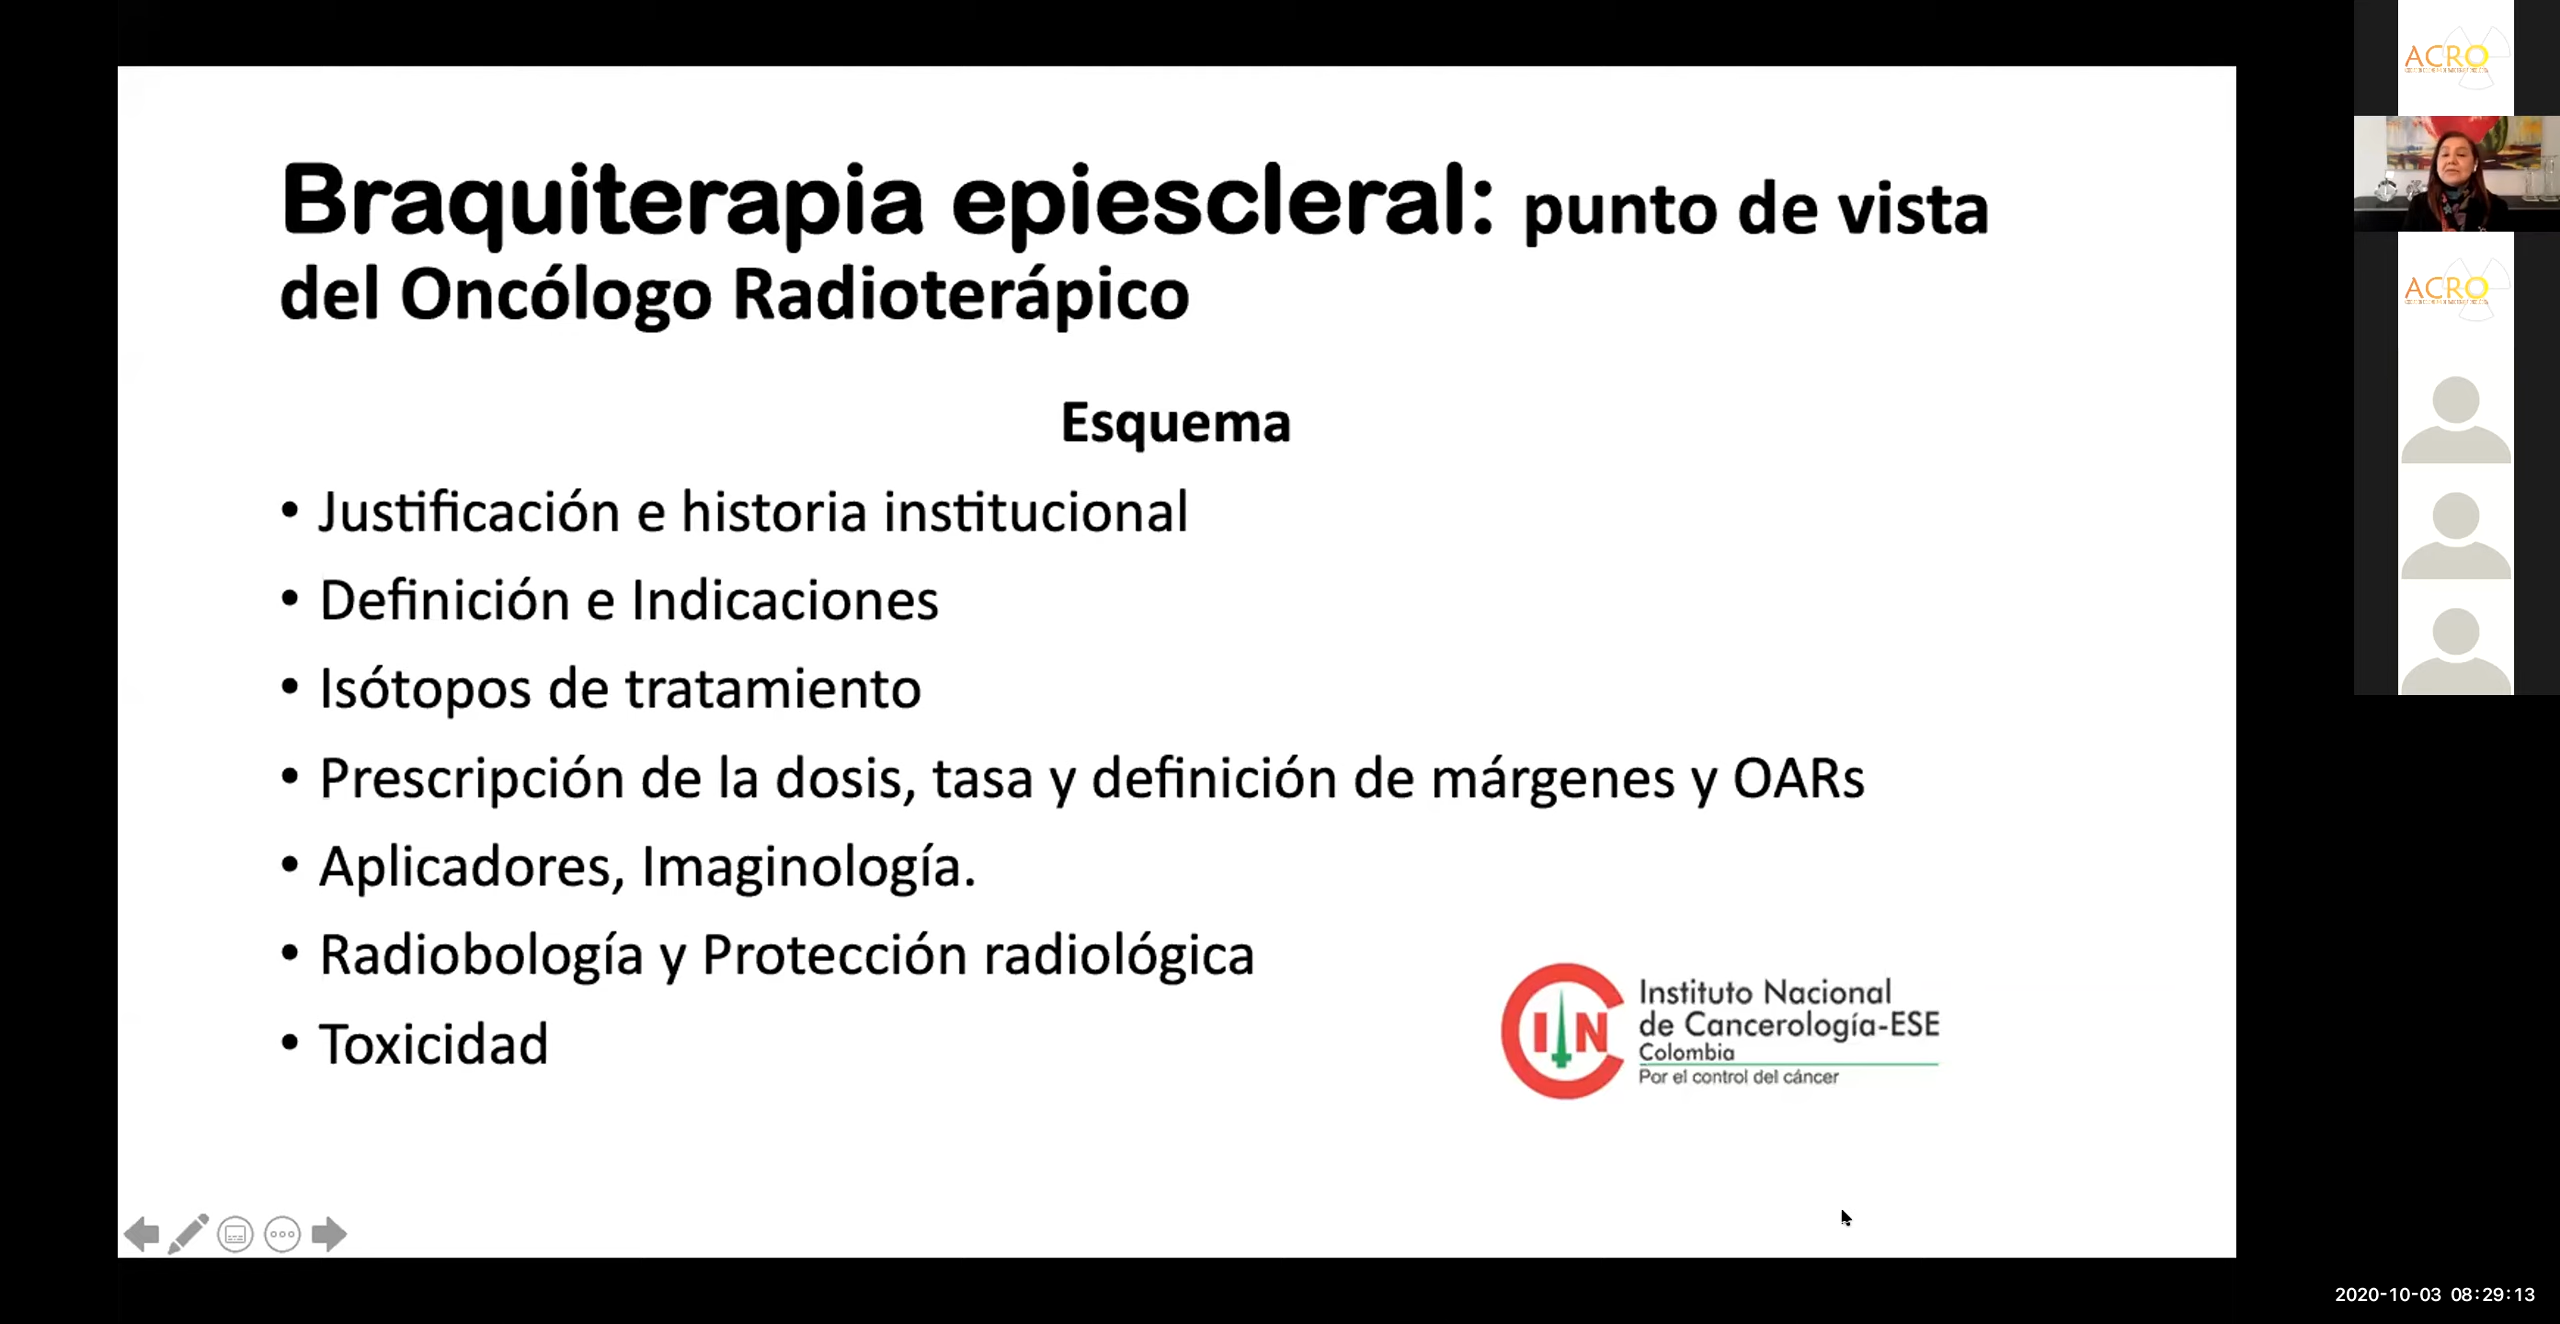 Braquiterapia epiescleral: punto de vista
del Oncólogo Radioterápico
Esquema
• Justificación e historia institucional
• Definición e Indicaciones
• Isótopos de tratamiento
• Prescripción de la dosis, tasa y definición de márgenes y OARs
• Aplicadores, Imaginología.
• Radiobología y Protección radiológica
• Toxicidad
INC
Instituto Nacional
de Cancerología-ESE
Colombia
Por el control del cáncer
ACRO
ACRO
2020-10-03 08:29:13